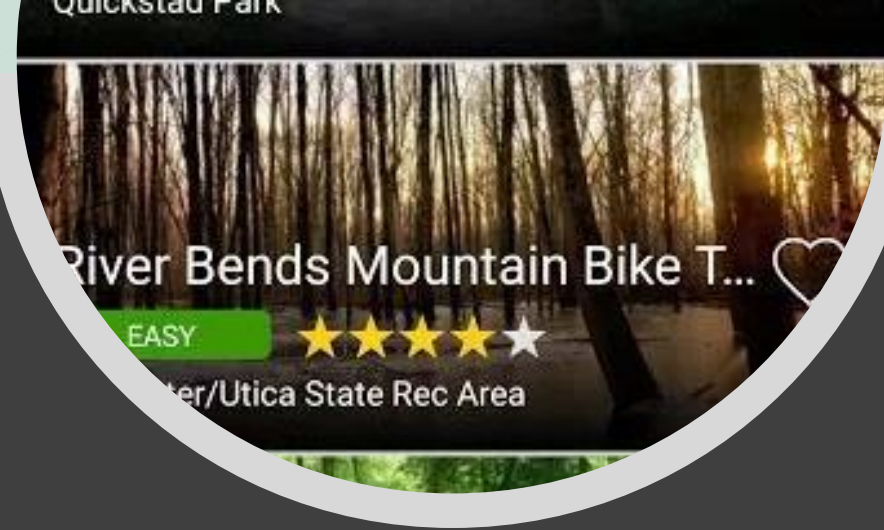 Quickstad Park
River Bends Mountain Bike T...
EASY
ter/Utica State Rec Area